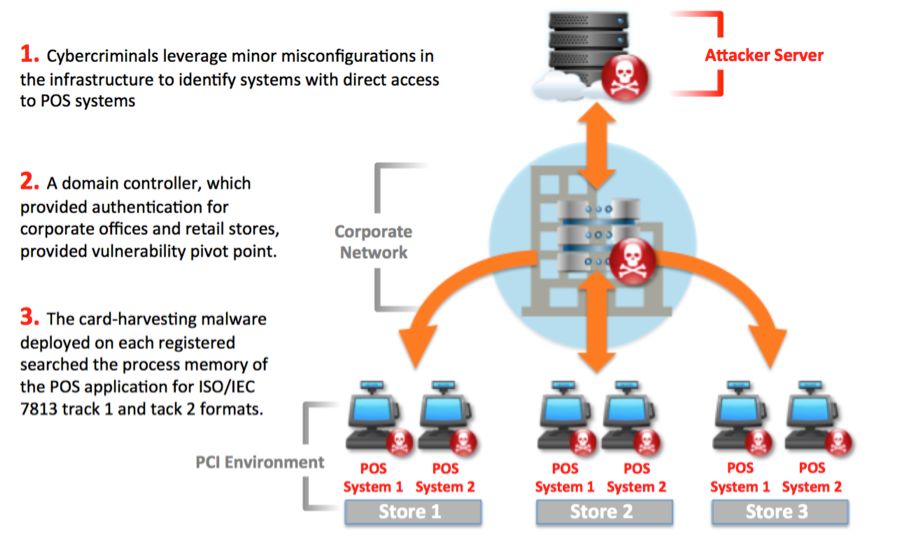 1. Cybercriminals leverage minor misconfigurations in
the infrastructure to identify systems with direct access
to POS systems
Attacker Server
2. A domain controller, which
provided authentication for
corporate offices and retail stores,
provided vulnerability pivot point.
Corporate
Network
3. The card-harvesting malware
deployed on each registered
searched the process memory of
the POS application for ISO/IEC
7813 track 1 and tack 2 formats.
PCI Environment
POS
System 1
POS
System 2
POS
System 1
POS
System 2
POS
System 1
POS
System 2
Store 1
Store 2
Store 3